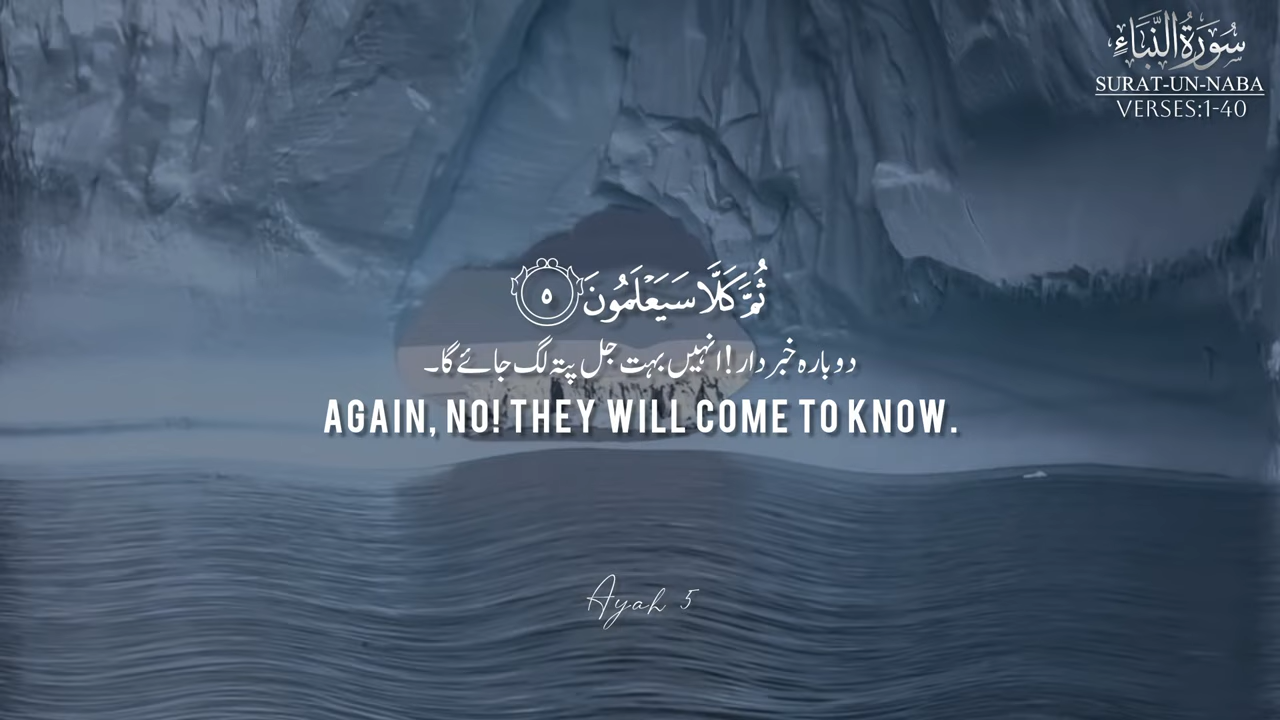 سُورَةُ النَّبَاءِ
SURAT-UN-NABA
VERSES:1-40
ثُمَّ كَلَّا سَيَعْلَمُونَ ٥
دوبارہ خبردار! انہیں بہت جل پتہ لگ جائے گا۔
AGAIN, NO! THEY WILL COME TO KNOW.
Ayah 5